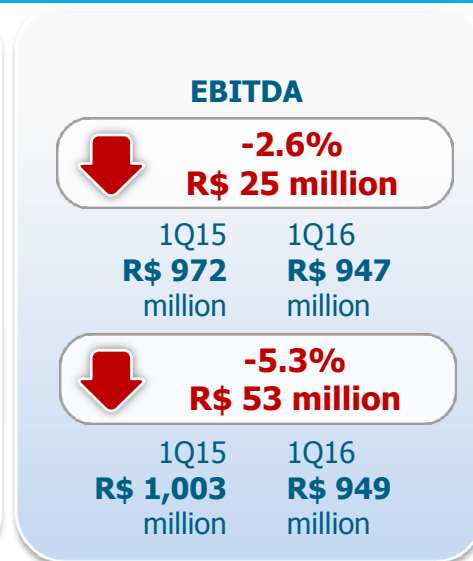 EBITDA
-2.6%
R$ 25 million
1Q15 1Q16
R$ 972 R$ 947
million million
-5.3%
R$ 53 million
1Q15 1Q16
R$ 1,003 R$ 949
million million